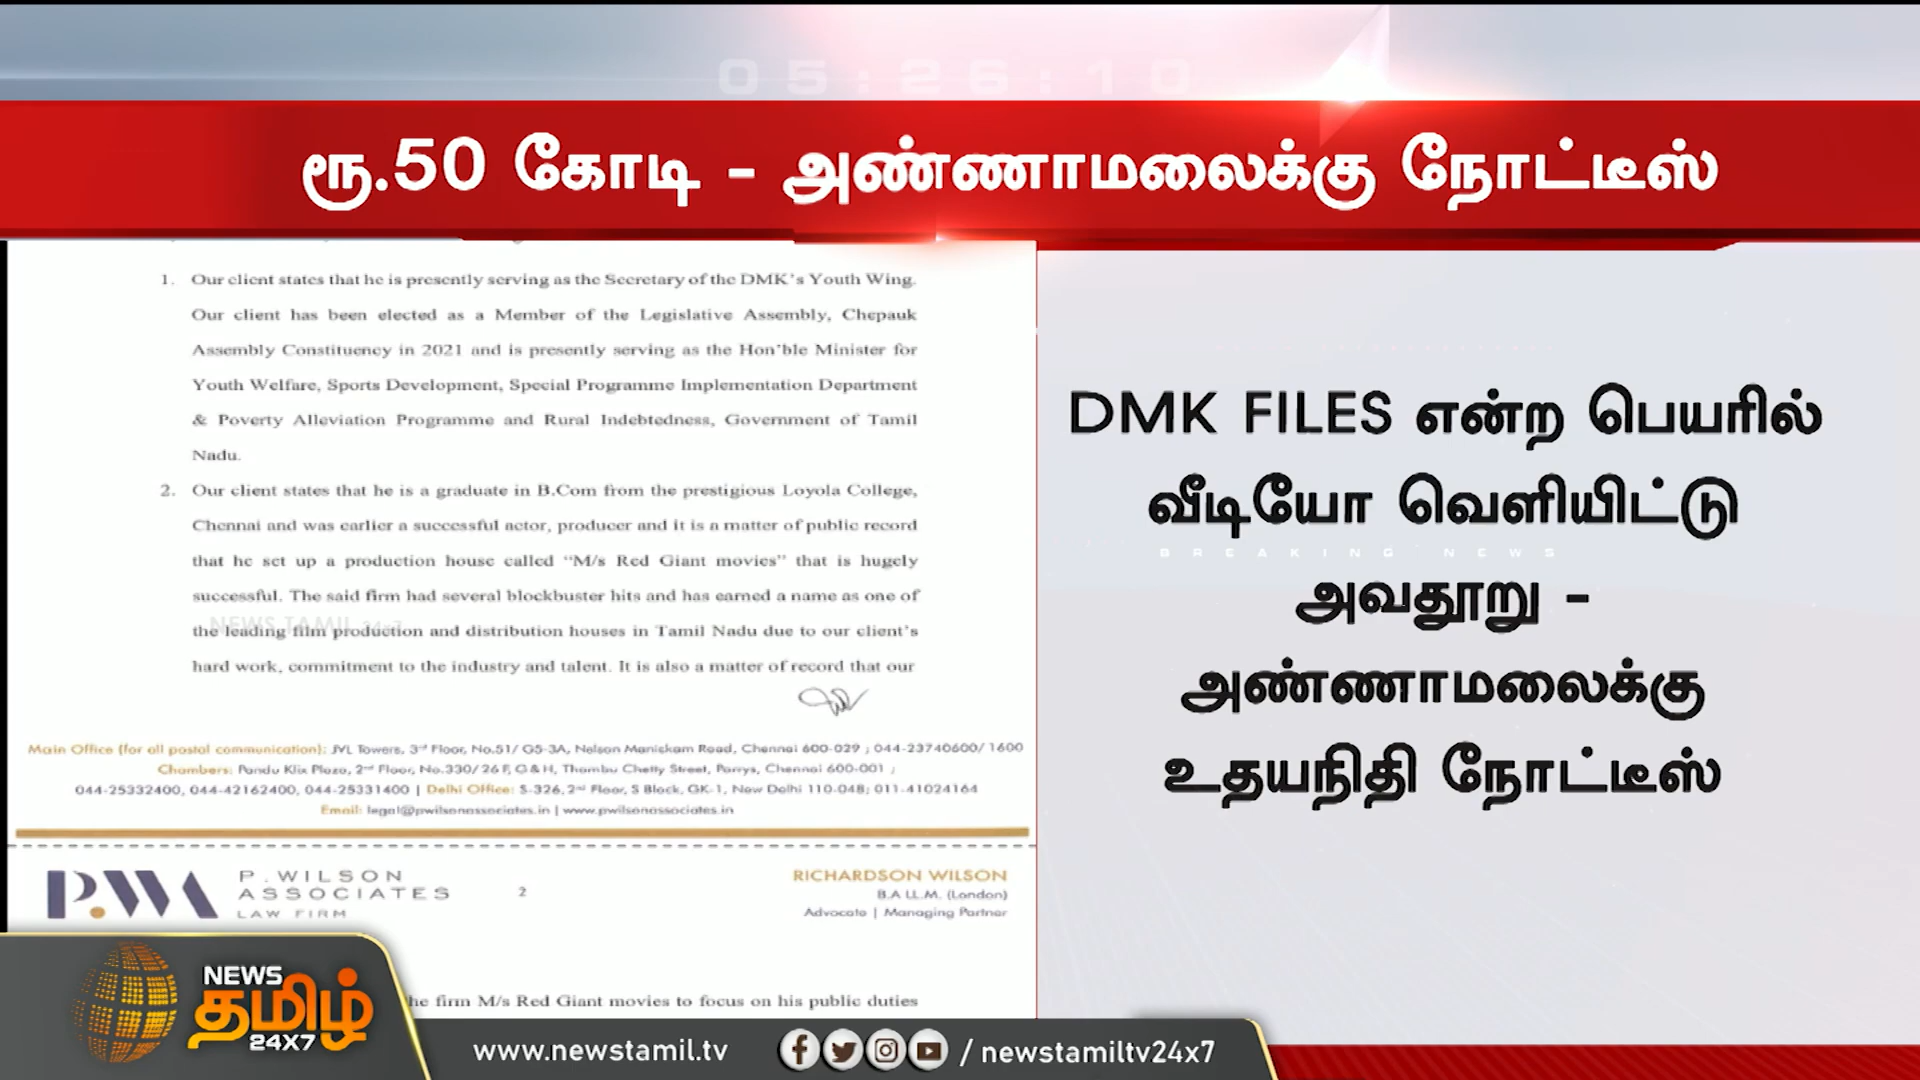 05:26:10
ரூ.50 கோடி - அண்ணாமலைக்கு நோட்டீஸ்
1. Our client states that he is presently serving as the Secretary of the DMK's Youth Wing.
Our client has been elected as a Member of the Legislative Assembly, Chepauk
Assembly Constituency in 2021 and is presently serving as the Hon'ble Minister for
Youth Welfare, Sports Development, Special Programme Implementation Department
& Poverty Alleviation Programme and Rural Indebtedness, Government of Tamil
Nadu.
2. Our client states that he is a graduate in B.Com from the prestigious Loyola College,
Chennai and was earlier a successful actor, producer and it is a matter of public record
that he set up a production house called "M/s Red Giant movies" that is hugely
successful. The said firm had several blockbuster hits and has earned a name as one of
the leading film production and distribution houses in Tamil Nadu due to our client's
hard work, commitment to the industry and talent. It is also a matter of record that our
NEWS TAMIL 24x7
Main Office (for all postal communication): JVL Towers, 3rd Floor, No.51/ G5-3A, Nelson Manickam Road, Chennai 600-029 ; 044-23740600/ 1600
Chambers: Pandu Klix Plaza, 2nd Floor, No.330/ 26 F, G & H, Thambu Chetty Street, Parrys, Chennai 600-001 ;
044-25332400, 044-42162400, 044-25331400 | Delhi Office: S-326, 2nd Floor, S Block, GK-1, New Delhi 110-048; 011-41024164
Email: legal@pwilsonassociates.in | www.pwilsonassociates.in
P.WA
P. WILSON
ASSOCIATES
LAW FIRM
2
RICHARDSON WILSON
B.A LL.M. (London)
Advocate | Managing Partner
he firm M/s Red Giant movies to focus on his public duties
DMK FILES என்ற பெயரில்
வீடியோ வெளியிட்டு
BREAKING NEWS
அவதூறு -
அண்ணாமலைக்கு
உதயநிதி நோட்டீஸ்
NEWS
தமிழ்
24X7
www.newstamil.tv
/ newstamiltv24x7